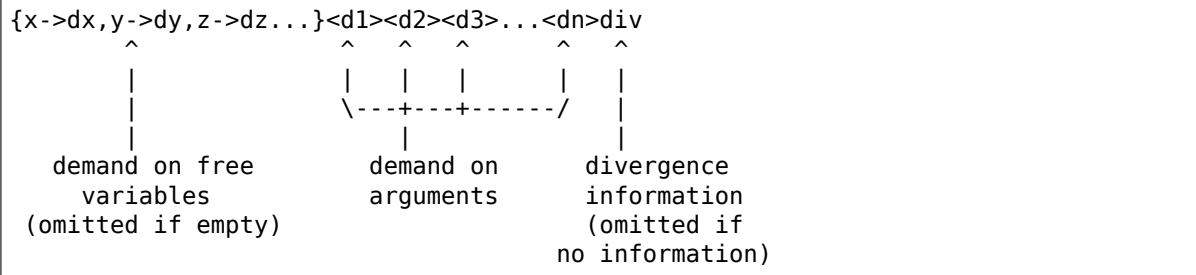 {x->dx,y->dy,z->dz...}<d1><d2><d3>...<dn>div
          ^              ^   ^   ^      ^   ^
          |              |   |   |      |   |
          |              \---+---+------/   |
          |                  |              |
    demand on free        demand on      divergence
      variables           arguments      information
  (omitted if empty)                     (omitted if
                                       no information)